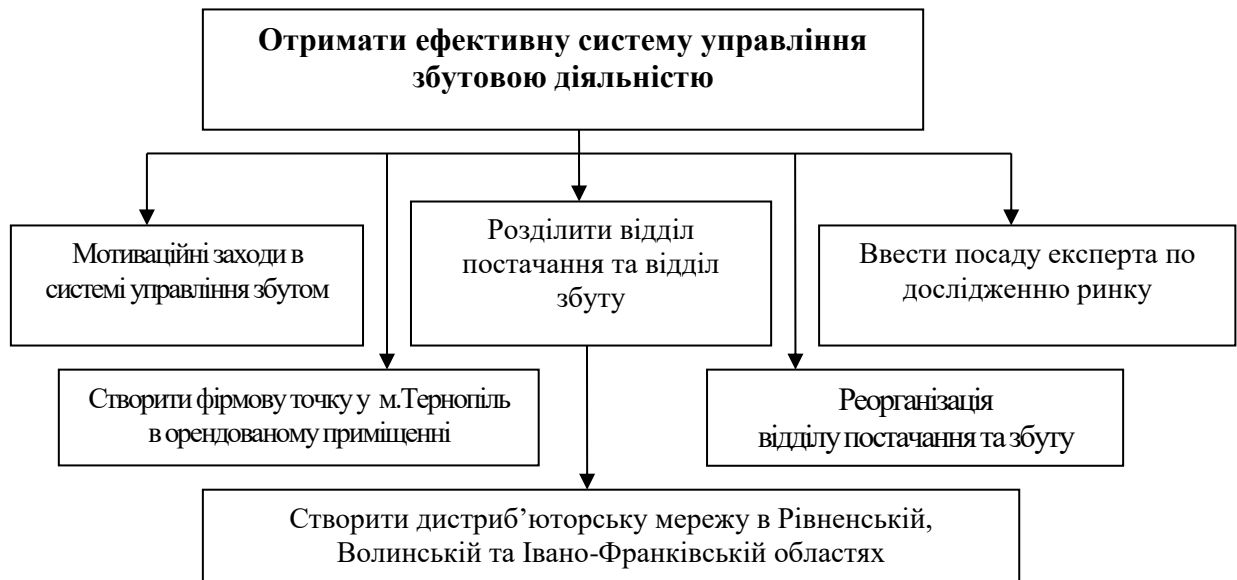 Отримати ефективну систему управління
збутовою діяльністю
Мотиваційні заходи в
системі управління збутом
Розділити відділ
постачання та відділ
збуту
Ввести посаду експерта по
дослідженню ринку
Створити фірмову точку у м.Тернопіль
в орендованому приміщенні
Реорганізація
відділу постачання та збуту
Створити дистриб’юторську мережу в Рівненській,
Волинській та Івано-Франківській областях